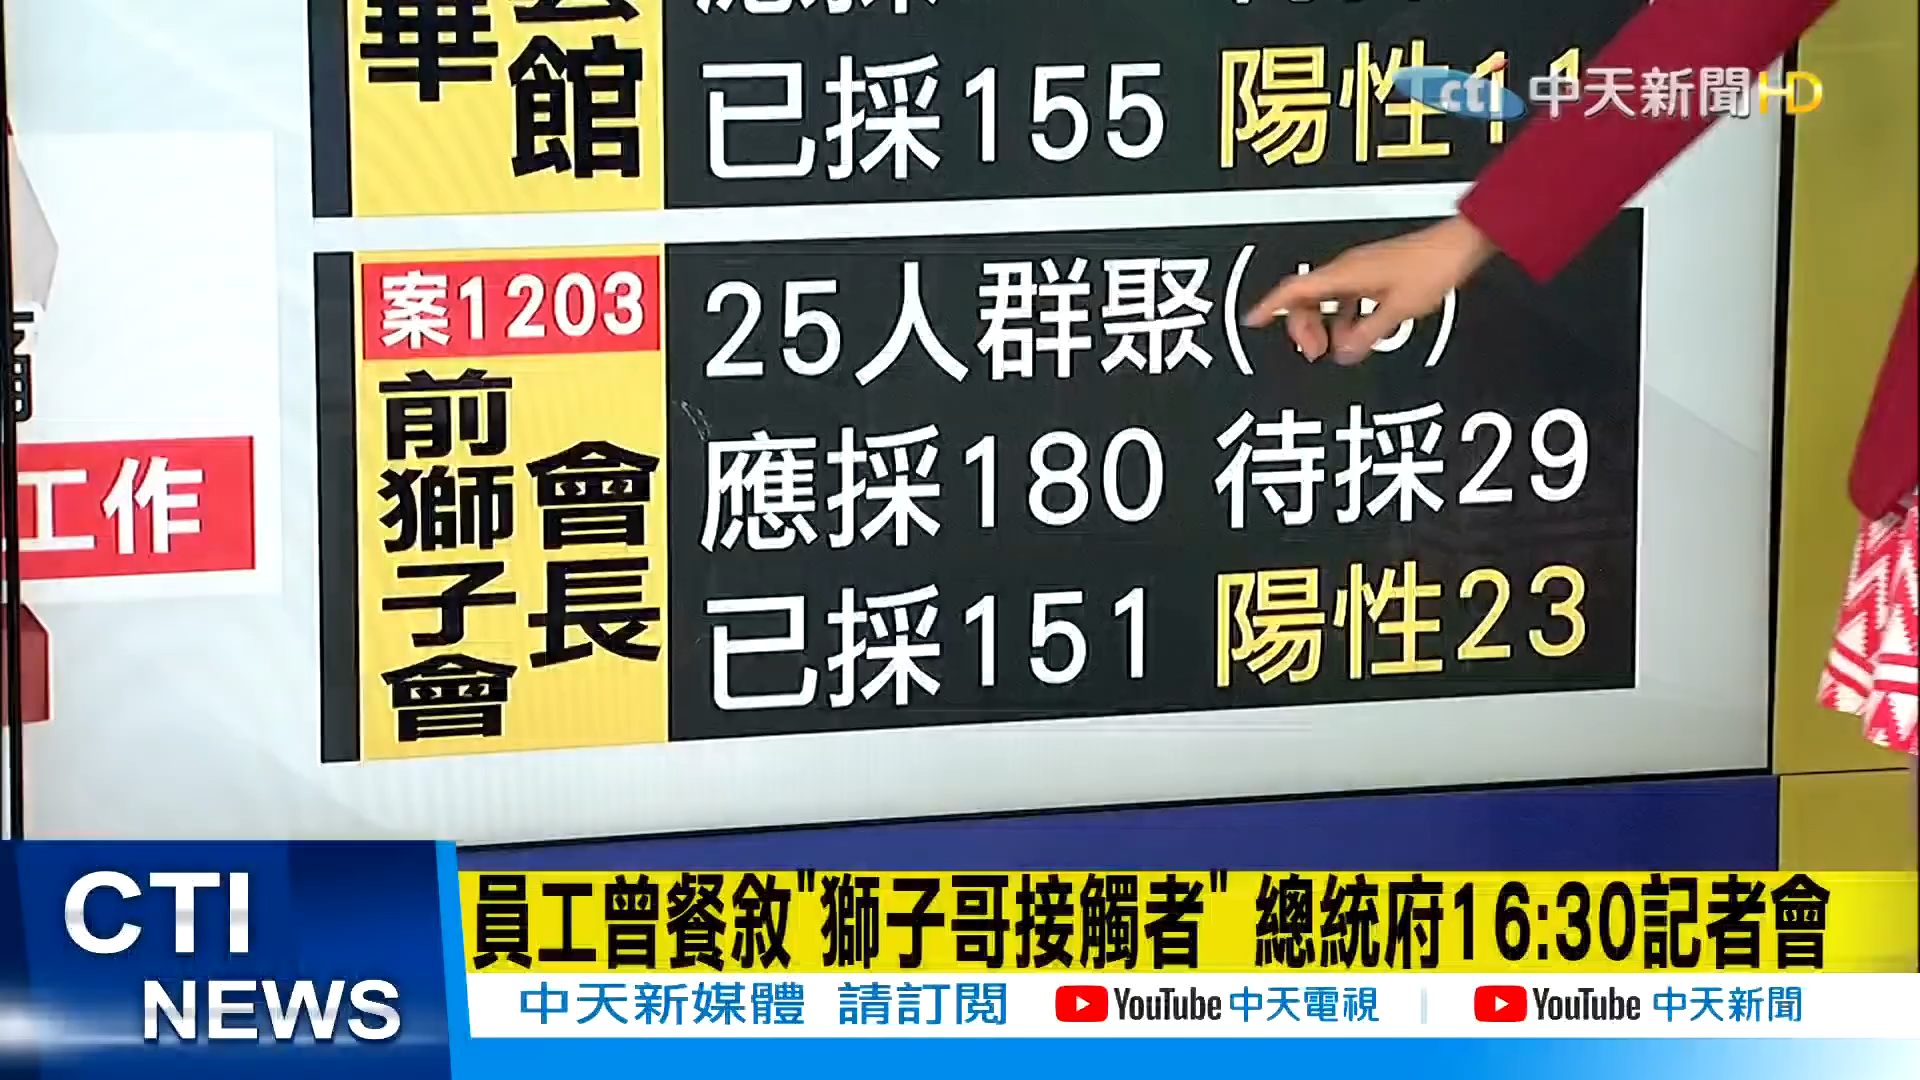 華
館
已採155 陽性11
cti 中天新聞HD
案1203
前獅子會
會長
25人群聚(
應採180 待採29
已採151 陽性23
工作
CTI NEWS
員工曾餐敘"獅子哥接觸者" 總統府16:30記者會
中天新媒體 請訂閱 YouTube 中天電視 | YouTube 中天新聞